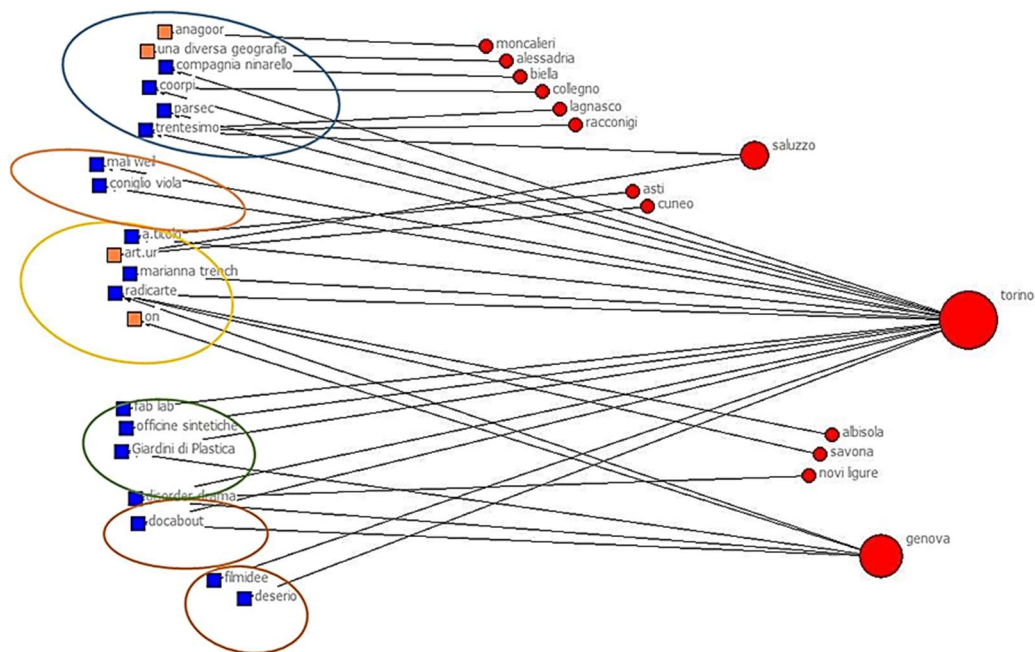 anagoor
una diversa geografia
compagnia ninarello
coorpi
parsec
trentesimo
mali weil
coniglio viola
a.titolo
art.ur
marianna trench
radicarte
on
fab lab
officine sintetiche
Giardini di Plastica
disorder drama
docabout
filmidee
deserio
moncalieri
alessadria
biella
collegno
lagnasco
racconigi
saluzzo
asti
cuneo
torino
albisola
savona
novi ligure
genova